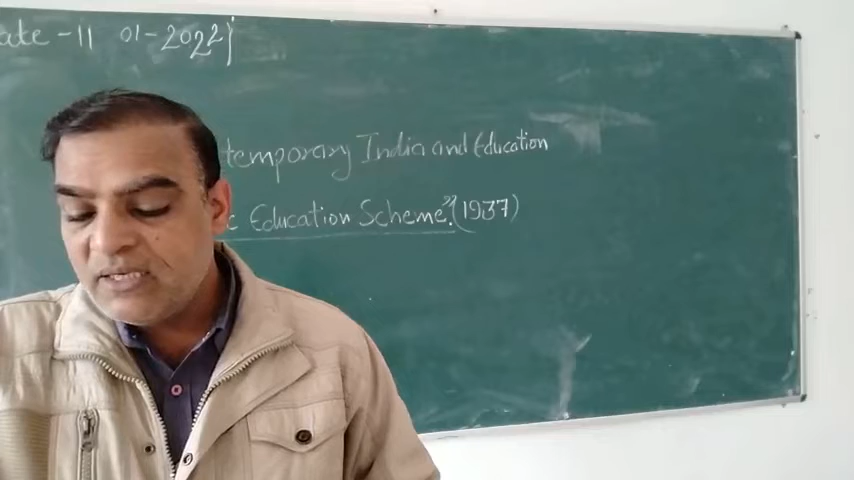 ate - 11 01-2022}
temporary India and Education
c Education Scheme."(1937)